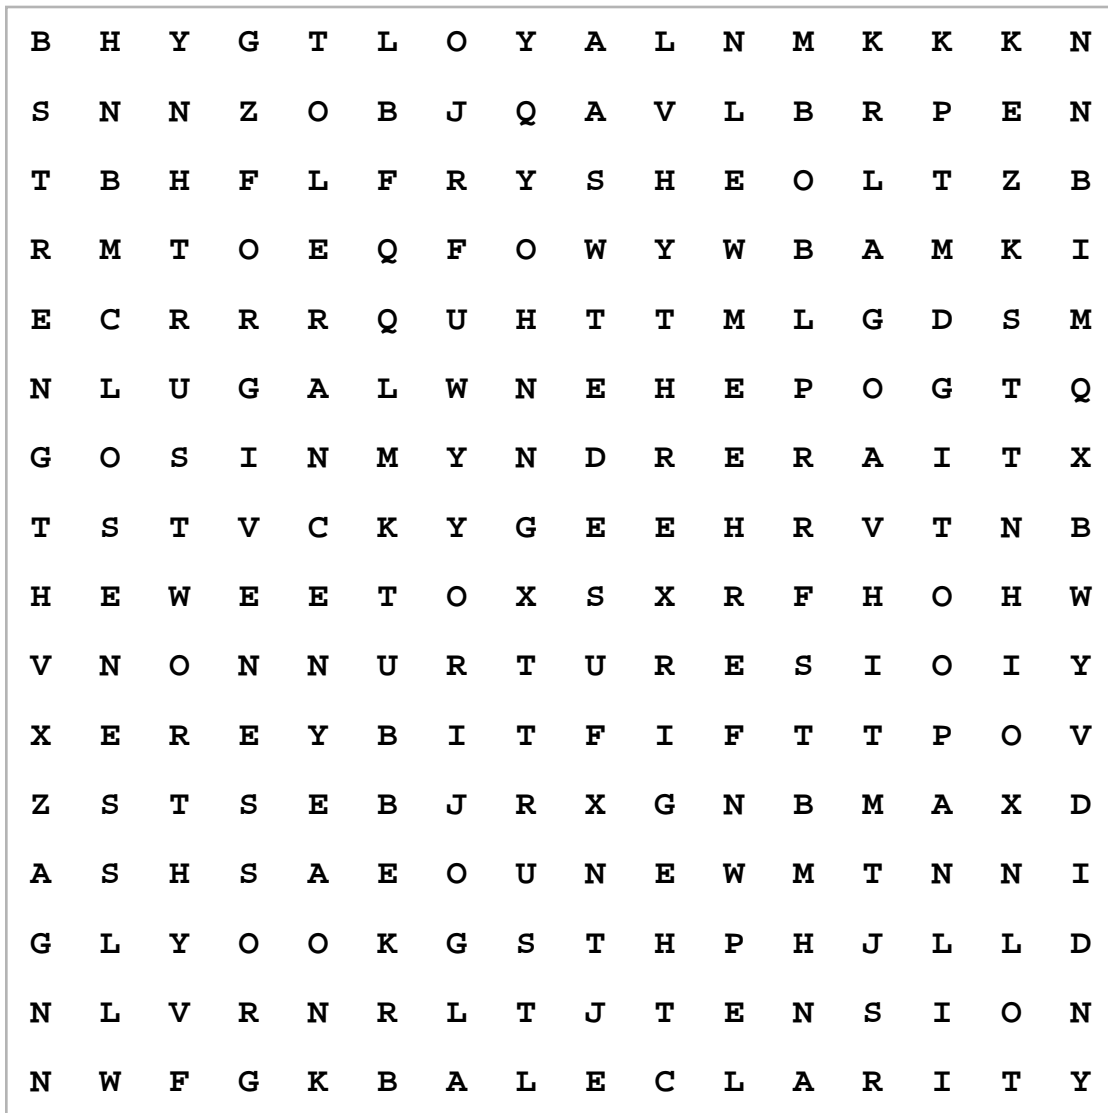 B H Y G T L O Y A L N M K K K N
S N N Z O B J Q A V L B R P E N
T B H F L F R Y S H E O L T Z B
R M T O E Q F O W Y W B A M K I
E C R R R Q U H T T M L G D S M
N L U G A L W N E H E P O G T Q
G O S I N M Y N D R E R A I T X
T S T V C K Y G E E H R V T N B
H E W E E T O X S X R F H O H W
V N O N N U R T U R E S I O I Y
X E R E Y B I T F I F T T P O V
Z S T S E B J R X G N B M A X D
A S H S A E O U N E W M T N N I
G L Y O O K G S T H P H J L L D
N L V R N R L T J T E N S I O N
N W F G K B A L E C L A R I T Y